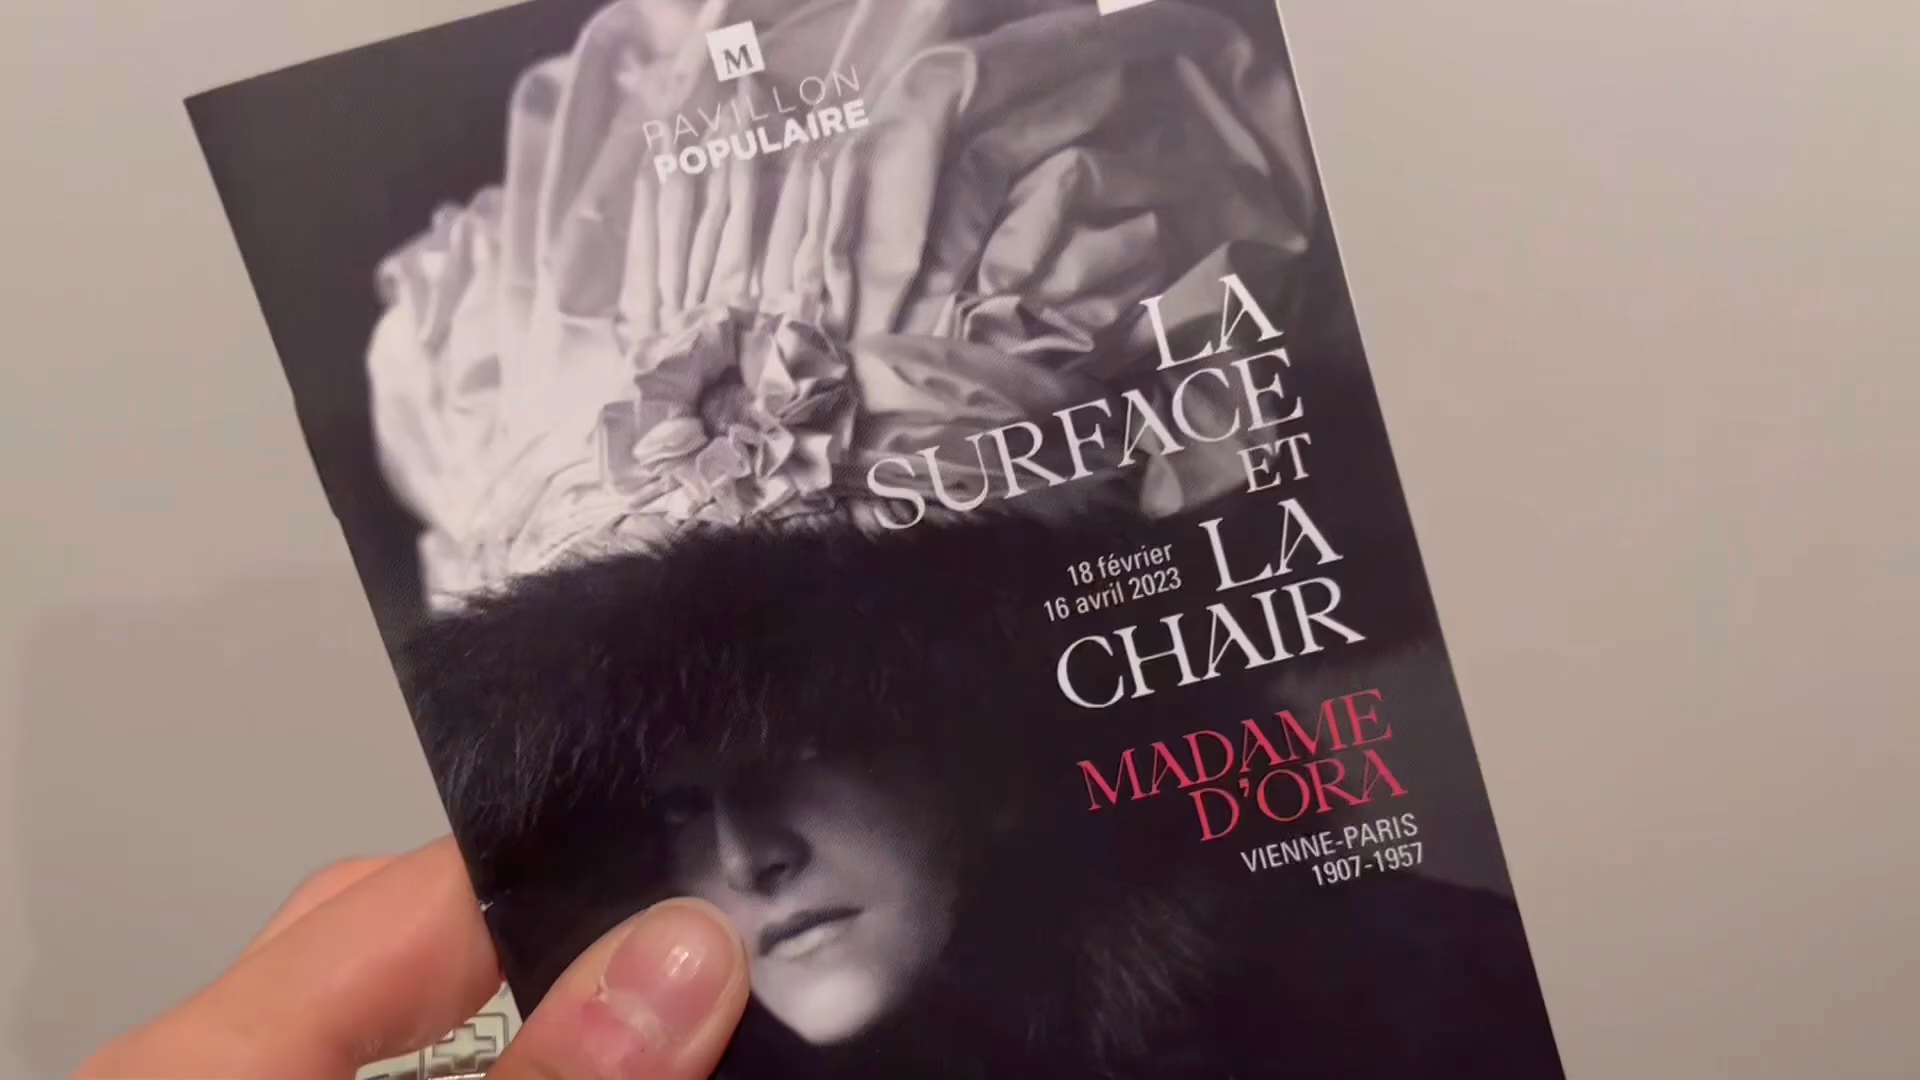 M
PAVILLON
POPULAIRE
LA
SURFACE
ET
LA
18 février
16 avril 2023
CHAIR
MADAME
D'ORA
VIENNE-PARIS
1907-1957